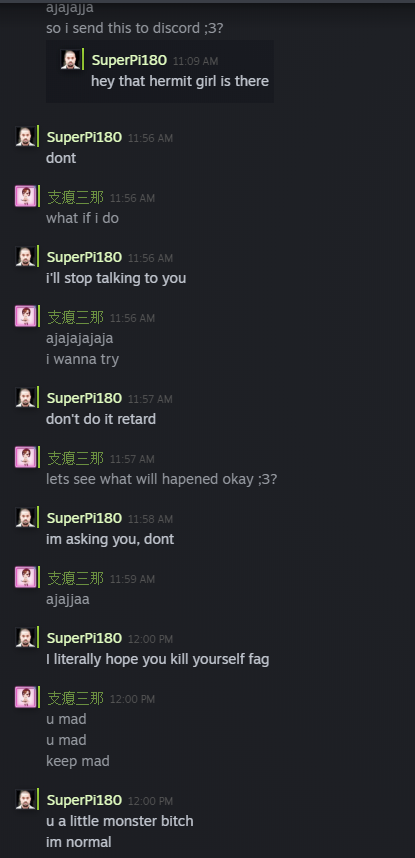 ajajajja
so i send this to discord ;3?
SuperPi180 11:09 AM
hey that hermit girl is there
SuperPi180 11:56 AM
dont
支瘪三那 11:56 AM
what if i do
SuperPi180 11:56 AM
i'll stop talking to you
支瘪三那 11:56 AM
ajajajajaja
i wanna try
SuperPi180 11:57 AM
don't do it retard
支瘪三那 11:57 AM
lets see what will hapened okay ;3?
SuperPi180 11:58 AM
im asking you, dont
支瘪三那 11:59 AM
ajajjaa
SuperPi180 12:00 PM
I literally hope you kill yourself fag
支瘪三那 12:00 PM
u mad
u mad
keep mad
SuperPi180 12:00 PM
u a little monster bitch
im normal